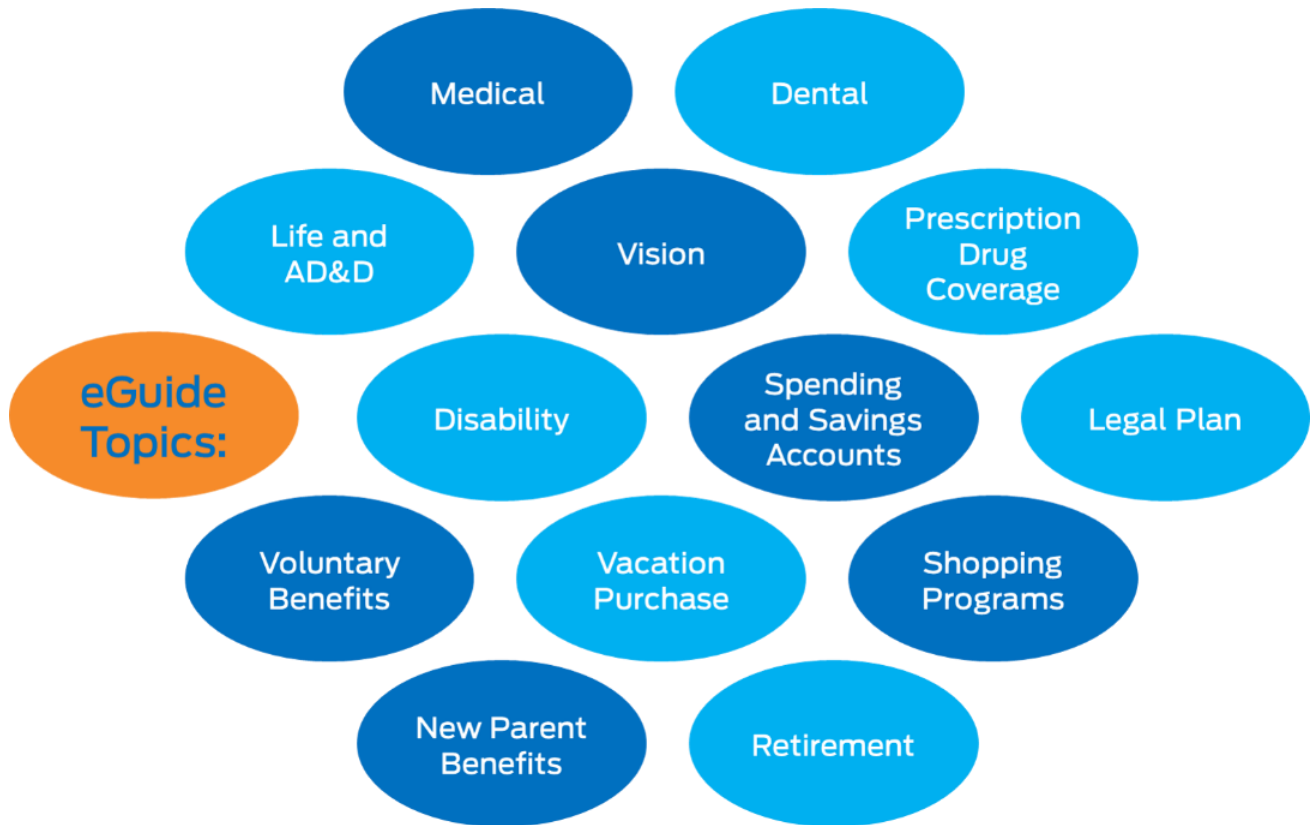 Medical
Dental
Life and
AD&D
Vision
Prescription
Drug
Coverage
eGuide
Topics:
Disability
Spending
and Savings
Accounts
Legal Plan
Voluntary
Benefits
Vacation
Purchase
Shopping
Programs
New Parent
Benefits
Retirement